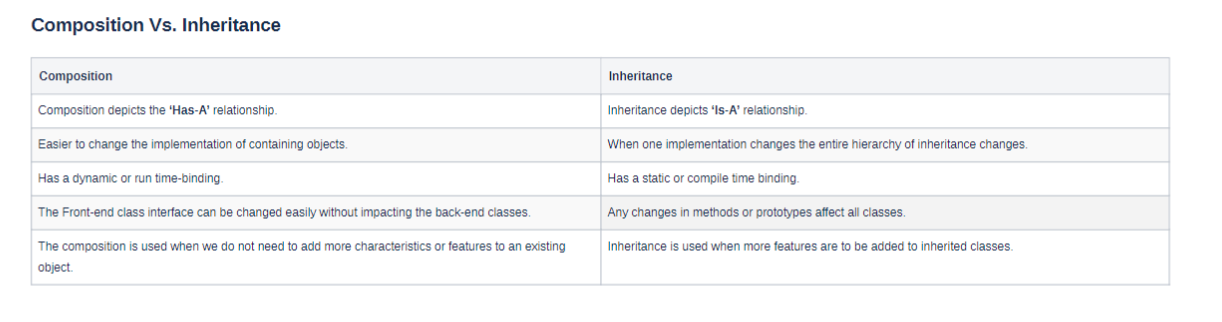 Composition Vs. Inheritance
Composition
Inheritance
Composition depicts the ‘Has-A’ relationship.
Inheritance depicts ‘Is-A’ relationship.
Easier to change the implementation of containing objects.
When one implementation changes the entire hierarchy of inheritance changes.
Has a dynamic or run time-binding.
Has a static or compile time binding.
The Front-end class interface can be changed easily without impacting the back-end classes.
Any changes in methods or prototypes affect all classes.
The composition is used when we do not need to add more characteristics or features to an existing
object.
Inheritance is used when more features are to be added to inherited classes.